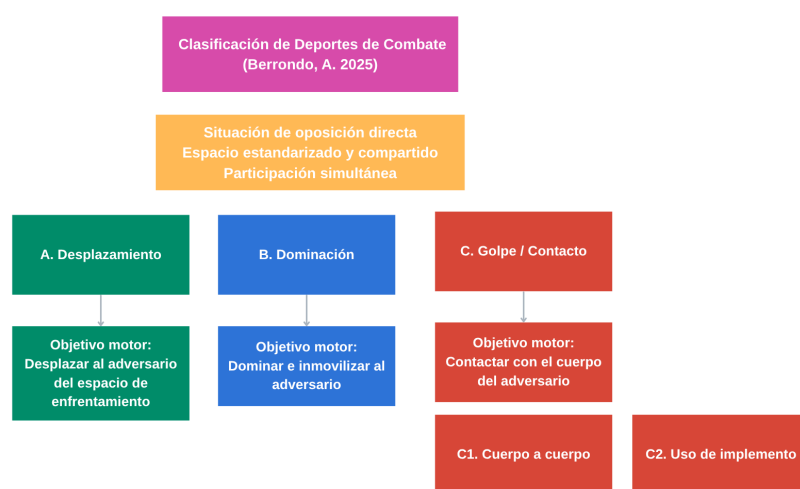 Clasificación de Deportes de Combate
(Berrondo, A. 2025)
Situación de oposición directa
Espacio estandarizado y compartido
Participación simultánea
A. Desplazamiento
B. Dominación
C. Golpe / Contacto
Objetivo motor:
Desplazar al adversario
del espacio de
enfrentamiento
Objetivo motor:
Dominar e inmovilizar al
adversario
Objetivo motor:
Contactar con el cuerpo
del adversario
C1. Cuerpo a cuerpo
C2. Uso de implemento